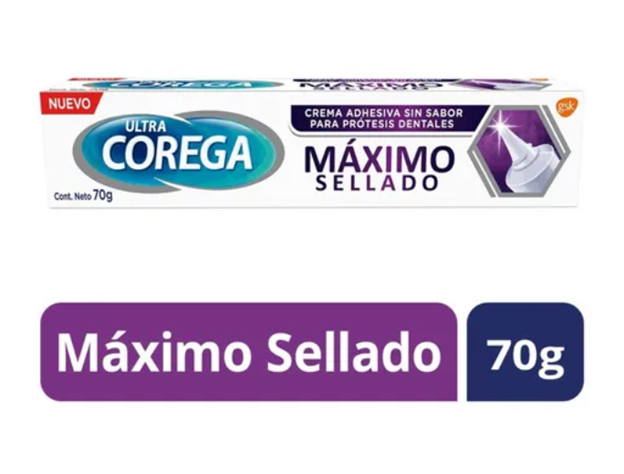 NUEVO
ULTRA
COREGA
Cont. Neto 70g
CREMA ADHESIVA SIN SABOR
PARA PRÓTESIS DENTALES
MÁXIMO
SELLADO
gsk
Máximo Sellado
70g